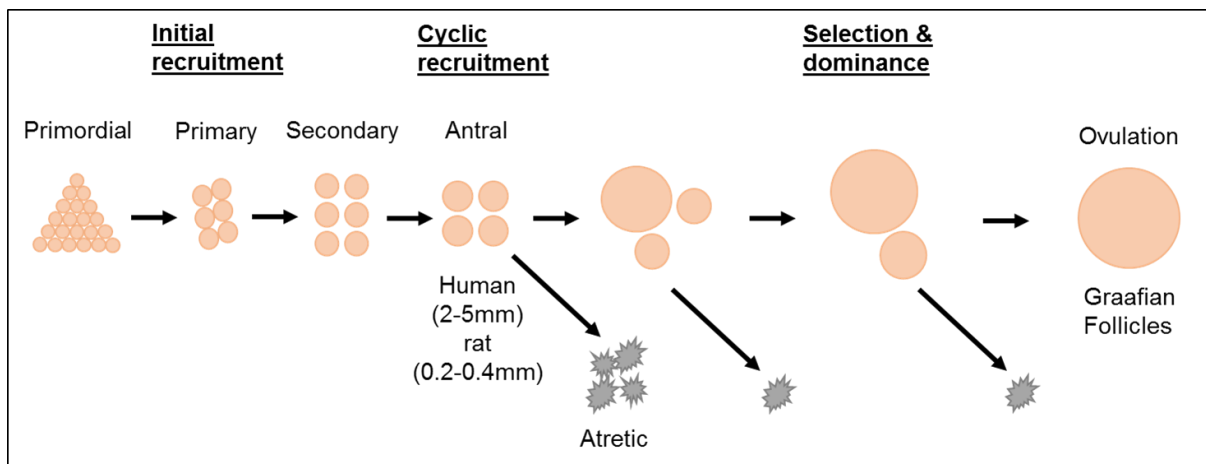 Initial
recruitment
Cyclic
recruitment
Selection &
dominance
Primordial
Primary
Secondary
Antral
Ovulation
Human
(2-5mm)
rat
(0.2-0.4mm)
Graafian
Follicles
Atretic